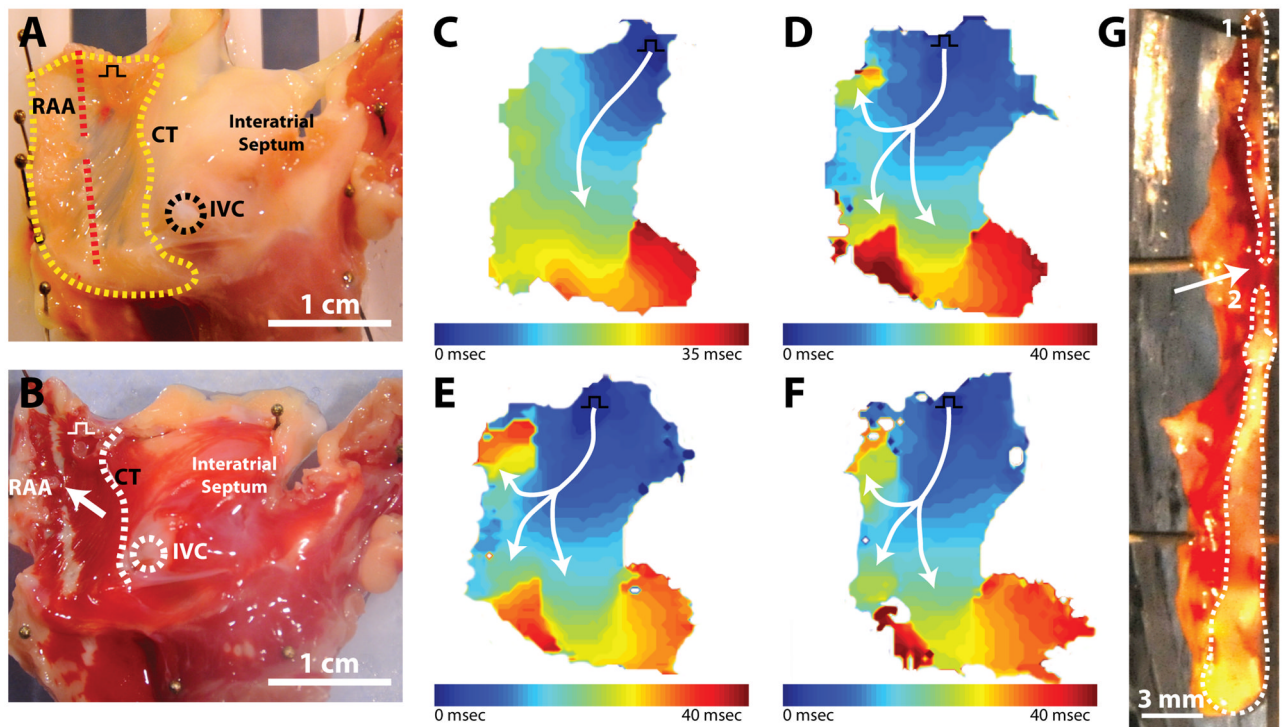 A
RAA
CT
Interatrial
Septum
IVC
1 cm
B
RAA
CT
Interatrial
Septum
IVC
1 cm
C
0 msec 35 msec
D
0 msec 40 msec
E
0 msec 40 msec
F
0 msec 40 msec
G
1
2
3 mm